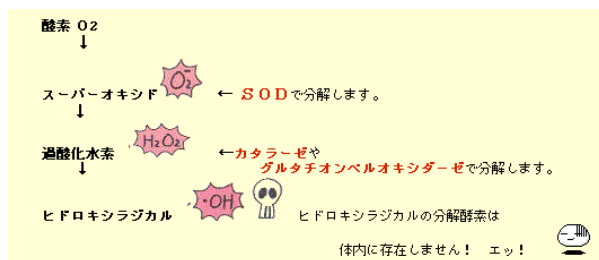 酸素 O2
↓
スーパーオキシド O2- ← SODで分解します。
↓
過酸化水素 H2O2 ←カタラーゼや
↓ グルタチオンペルオキシダーゼで分解します。
ヒドロキシラジカル ・OH ヒドロキシラジカルの分解酵素は
体内に存在しません! エッ!